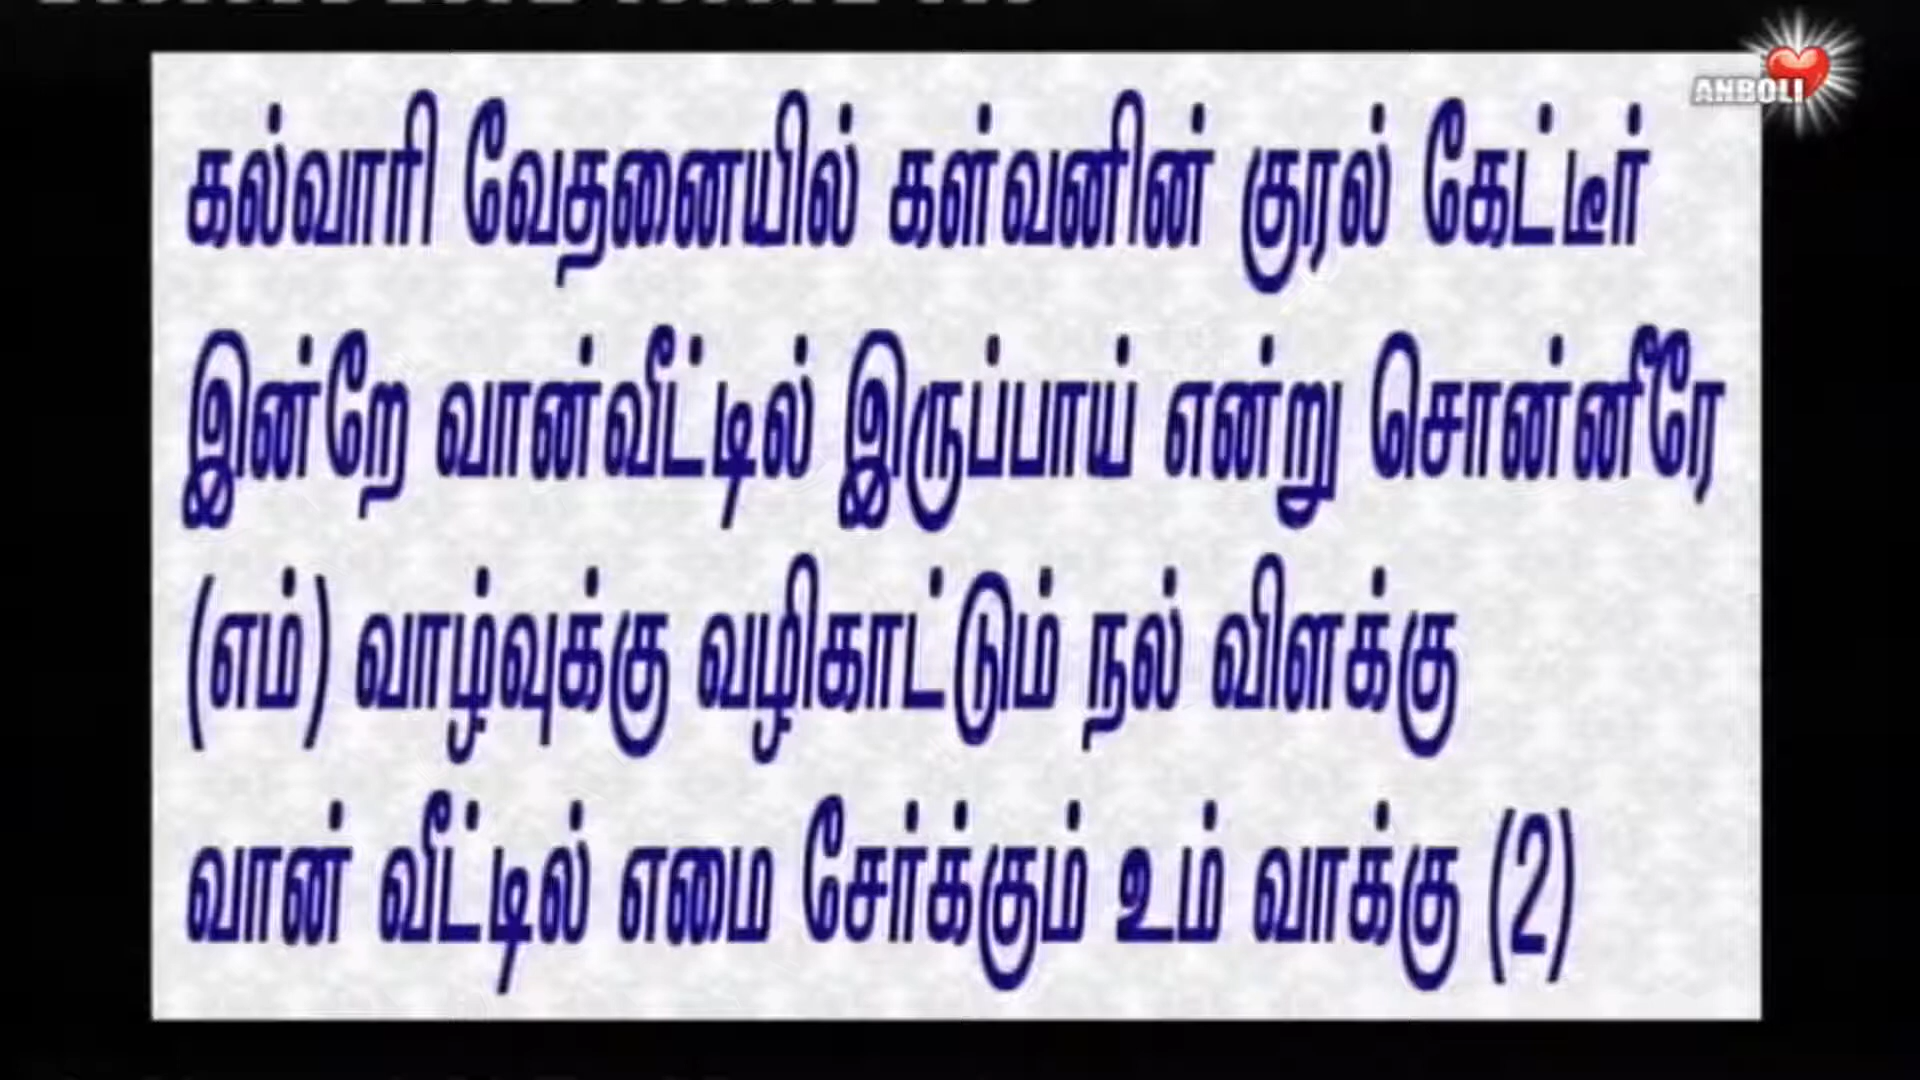 ANBOLI
கல்வாரி வேதனையில் கள்வனின் குரல் கேட்டீர்
இன்றே வான்வீட்டில் இருப்பாய் என்று சொன்னீரே
(எம்) வாழ்வுக்கு வழிகாட்டும் நல் விளக்கு
வான் வீட்டில் எமை சேர்க்கும் உம் வாக்கு (2)